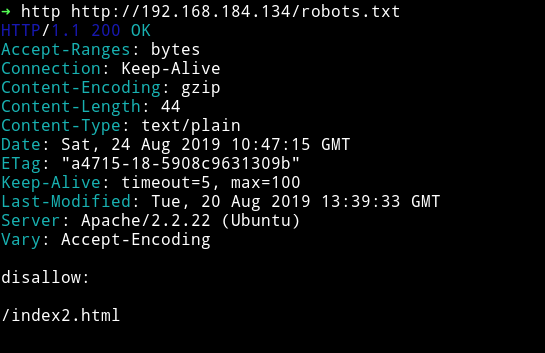 ➜ http http://192.168.184.134/robots.txt
HTTP/1.1 200 OK
Accept-Ranges: bytes
Connection: Keep-Alive
Content-Encoding: gzip
Content-Length: 44
Content-Type: text/plain
Date: Sat, 24 Aug 2019 10:47:15 GMT
ETag: "a4715-18-5908c9631309b"
Keep-Alive: timeout=5, max=100
Last-Modified: Tue, 20 Aug 2019 13:39:33 GMT
Server: Apache/2.2.22 (Ubuntu)
Vary: Accept-Encoding
disallow:
/index2.html